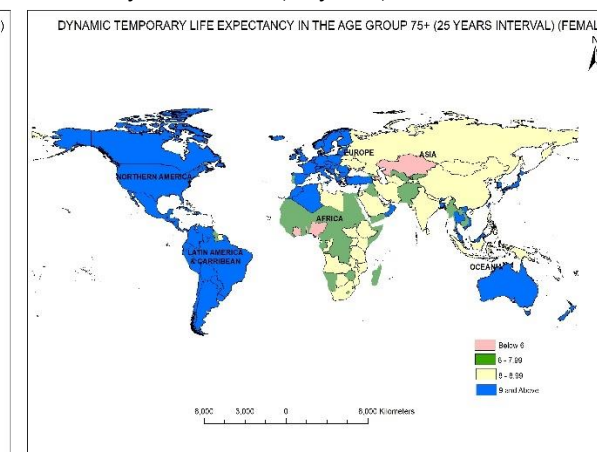 )
DYNAMIC TEMPORARY LIFE EXPECTANCY IN THE AGE GROUP 75+ (25 YEARS INTERVAL) (FEMAL
N
EUROPE
ASIA
NORTHERN AMERICA
AFRICA
LATIN AMERICA
& CARRIBEAN
OCEANIA
Below 6
6 - 7.99
8 - 8.99
9 and Above
6,000 3,000 0 6,000 Kilometers